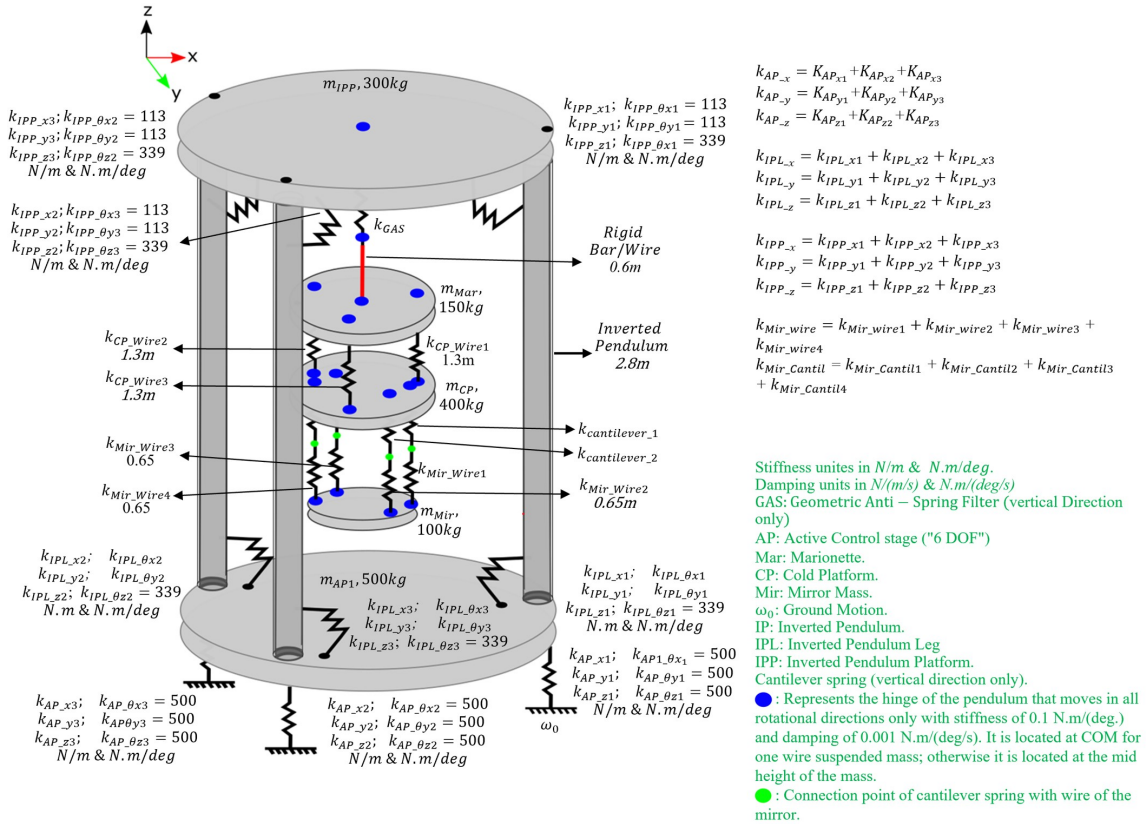 z
x
y
m_IPP, 300kg
k_IPP_x3; k_IPP_θx2 = 113
k_IPP_y3; k_IPP_θy2 = 113
k_IPP_z3; k_IPP_θz2 = 339
N/m & N.m/deg
k_IPP_x1; k_IPP_θx1 = 113
k_IPP_y1; k_IPP_θy1 = 113
k_IPP_z1; k_IPP_θx1 = 339
N/m & N.m/deg
k_IPP_x2; k_IPP_θx3 = 113
k_IPP_y2; k_IPP_θy3 = 113
k_IPP_z2; k_IPP_θz3 = 339
N/m & N.m/deg
k_GAS
Rigid
Bar/Wire
0.6m
m_Mar,
150kg
k_CP_Wire2
1.3m
k_CP_Wire1
1.3m
Inverted
Pendulum
2.8m
k_CP_Wire3
1.3m
m_CP,
400kg
k_cantilever_1
k_cantilever_2
k_Mir_Wire3
0.65
k_Mir_Wire1
k_Mir_Wire4
0.65
k_Mir_Wire2
0.65m
m_Mir,
100kg
k_IPL_x2; k_IPL_θx2
k_IPL_y2; k_IPL_θy2
k_IPL_z2; k_IPL_θz2 = 339
N.m & N.m/deg
m_AP1, 500kg
k_IPL_x3; k_IPL_θx3
k_IPL_y3; k_IPL_θy3
k_IPL_z3; k_IPL_θz3 = 339
k_IPL_x1; k_IPL_θx1
k_IPL_y1; k_IPL_θy1
k_IPL_z1; k_IPL_θz1 = 339
N.m & N.m/deg
k_AP_x1; k_AP1_θx_1 = 500
k_AP_y1; k_AP_θy1 = 500
k_AP_z1; k_AP_θz1 = 500
N/m & N.m/deg
k_AP_x3; k_AP_θx3 = 500
k_AP_y3; k_APθy3 = 500
k_AP_z3; k_AP_θz3 = 500
N/m & N.m/deg
k_AP_x2; k_AP_θx2 = 500
k_AP_y2; k_AP_θy2 = 500
k_AP_z2; k_AP_θz2 = 500
N/m & N.m/deg
ω_0
k_AP_x = K_APx1+K_APx2+K_APx3
k_AP_y = K_APy1+K_APy2+K_APy3
k_AP_z = K_APz1+K_APz2+K_APz3
k_IPL_x = k_IPL_x1 + k_IPL_x2 + k_IPL_x3
k_IPL_y = k_IPL_y1 + k_IPL_y2 + k_IPL_y3
k_IPL_z = k_IPL_z1 + k_IPL_z2 + k_IPL_z3
k_IPP_x = k_IPP_x1 + k_IPP_x2 + k_IPP_x3
k_IPP_y = k_IPP_y1 + k_IPP_y2 + k_IPP_y3
k_IPP_z = k_IPP_z1 + k_IPP_z2 + k_IPP_z3
k_Mir_wire = k_Mir_wire1 + k_Mir_wire2 + k_Mir_wire3 +
k_Mir_wire4
k_Mir_Cantil = k_Mir_Cantil1 + k_Mir_Cantil2 + k_Mir_Cantil3
+ k_Mir_Cantil4
Stiffness unites in N/m & N.m/deg.
Damping units in N/(m/s) & N.m/(deg/s)
GAS: Geometric Anti – Spring Filter (vertical Direction
only)
AP: Active Control stage ("6 DOF")
Mar: Marionette.
CP: Cold Platform.
Mir: Mirror Mass.
ω_0: Ground Motion.
IP: Inverted Pendulum.
IPL: Inverted Pendulum Leg
IPP: Inverted Pendulum Platform.
Cantilever spring (vertical direction only).
: Represents the hinge of the pendulum that moves in all
rotational directions only with stiffness of 0.1 N.m/(deg.)
and damping of 0.001 N.m/(deg/s). It is located at COM for
one wire suspended mass; otherwise it is located at the mid
height of the mass.
: Connection point of cantilever spring with wire of the
mirror.